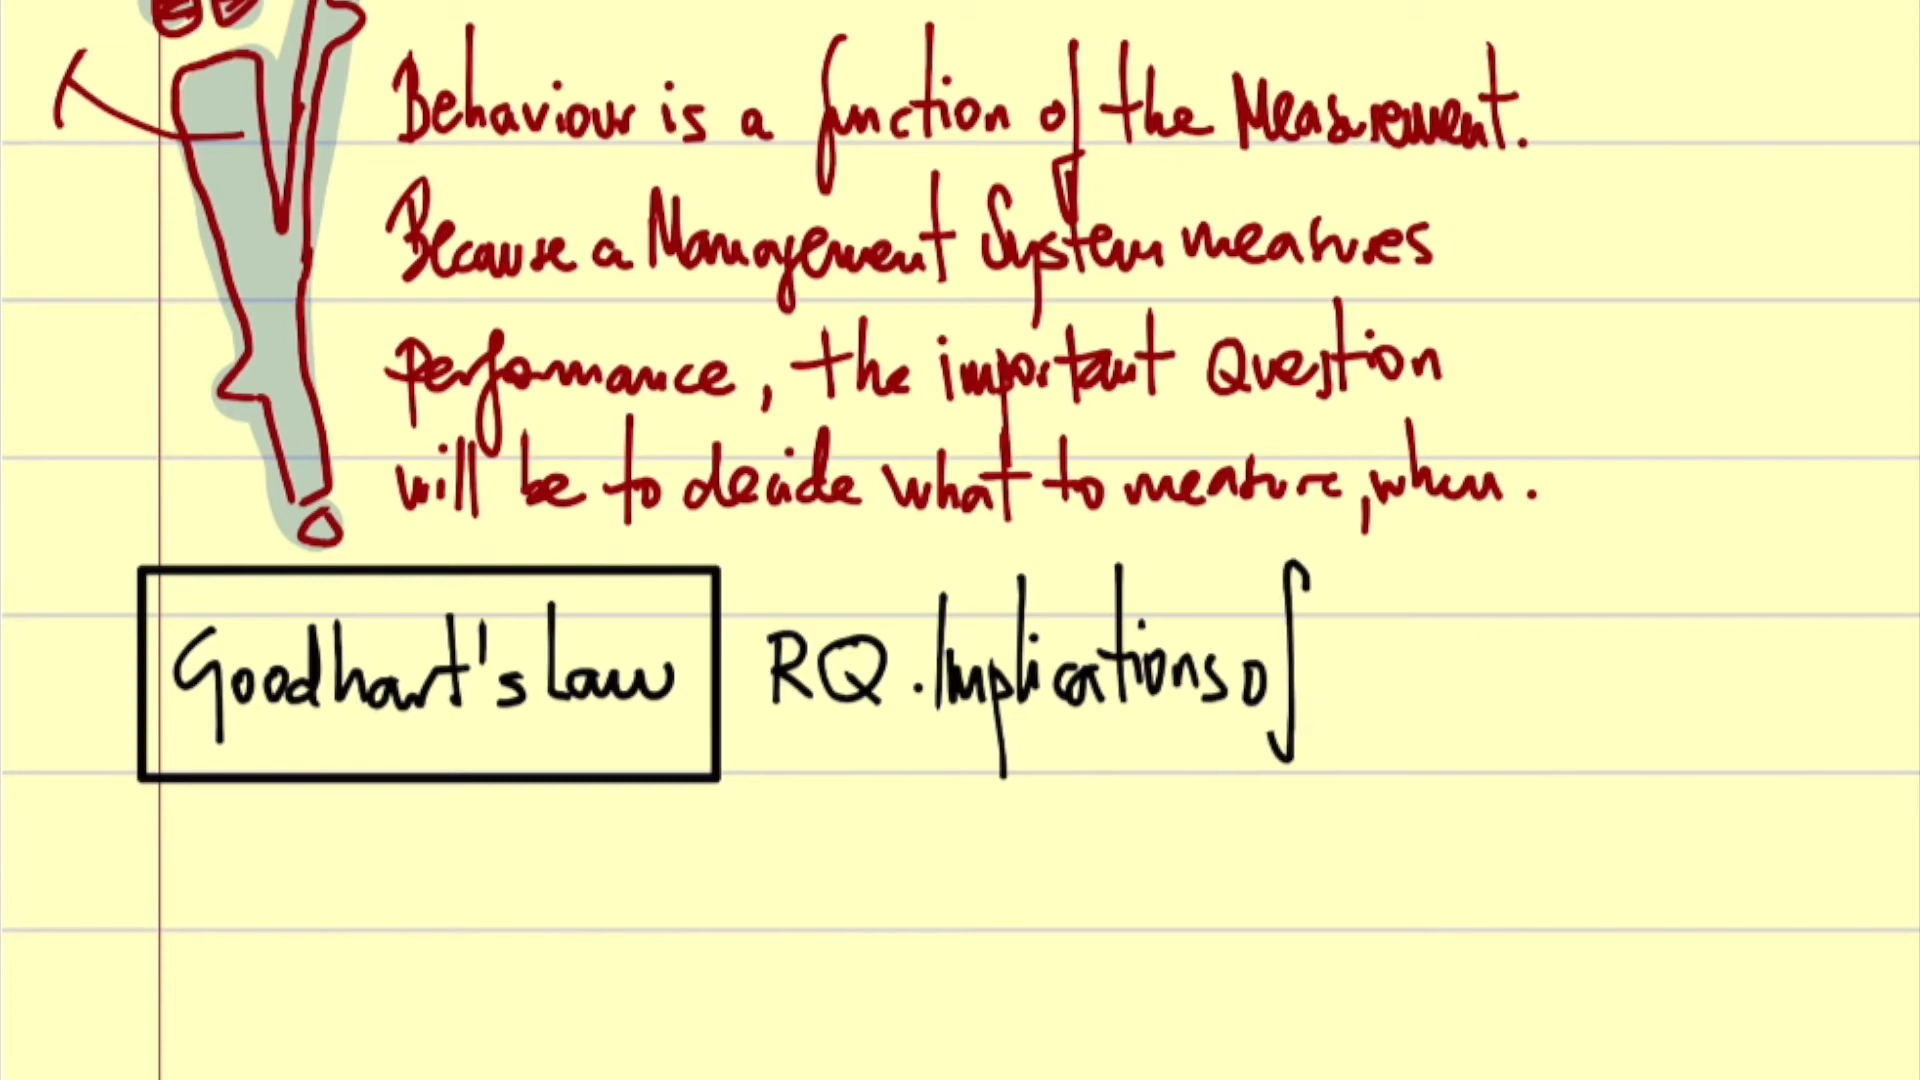 Behaviour is a function of the Measurement.
Because a Management System measures
performance, the important Question
will be to decide what to measure, when.
Goodhart's Law RQ. Implications of